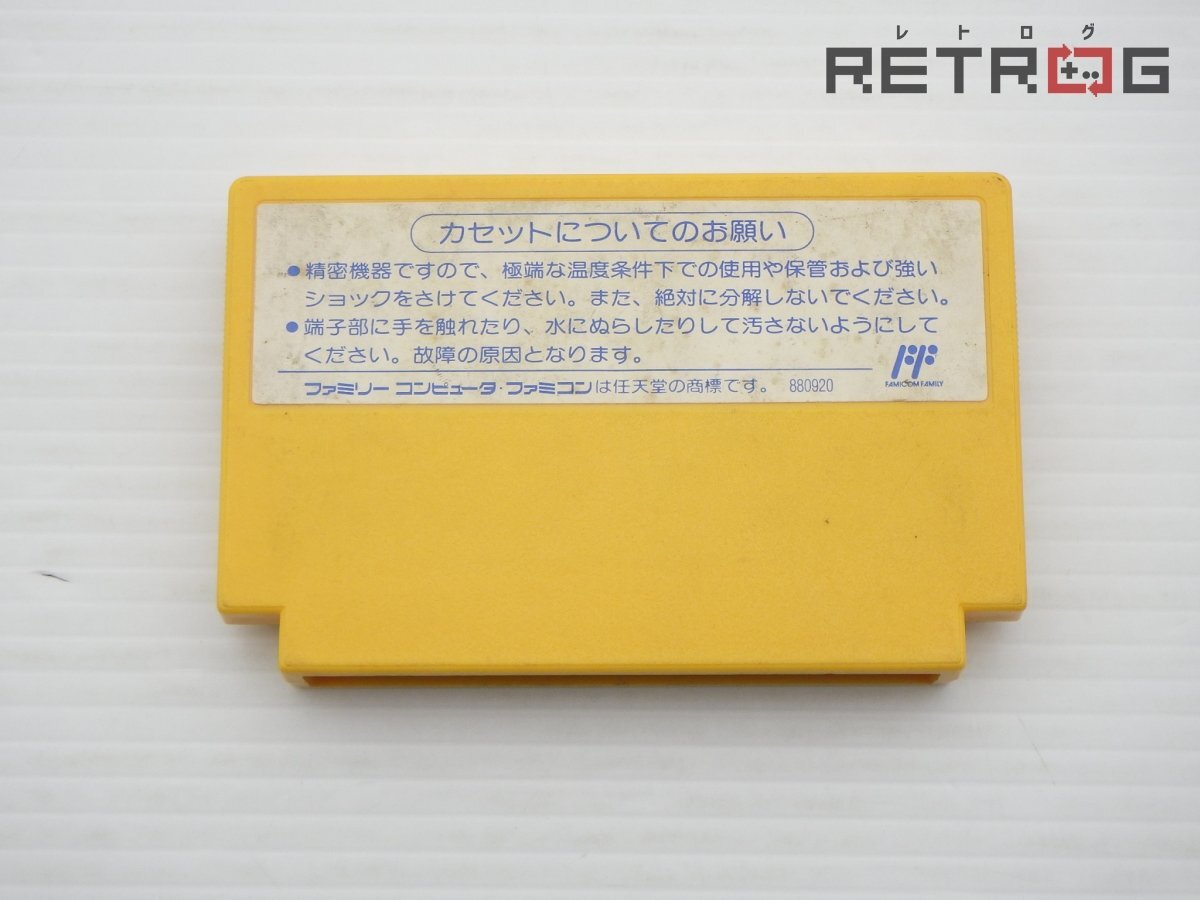 レトログ
RETROG
カセットについてのお願い
●精密機器ですので、極端な温度条件下での使用や保管および強い
ショックをさけてください。また、絶対に分解しないでください。
●端子部に手を触れたり、水にぬらしたりして汚さないようにして
ください。故障の原因となります。
FAMICOM FAMILY
ファミリー コンピュータ・ファミコンは任天堂の商標です。 880920